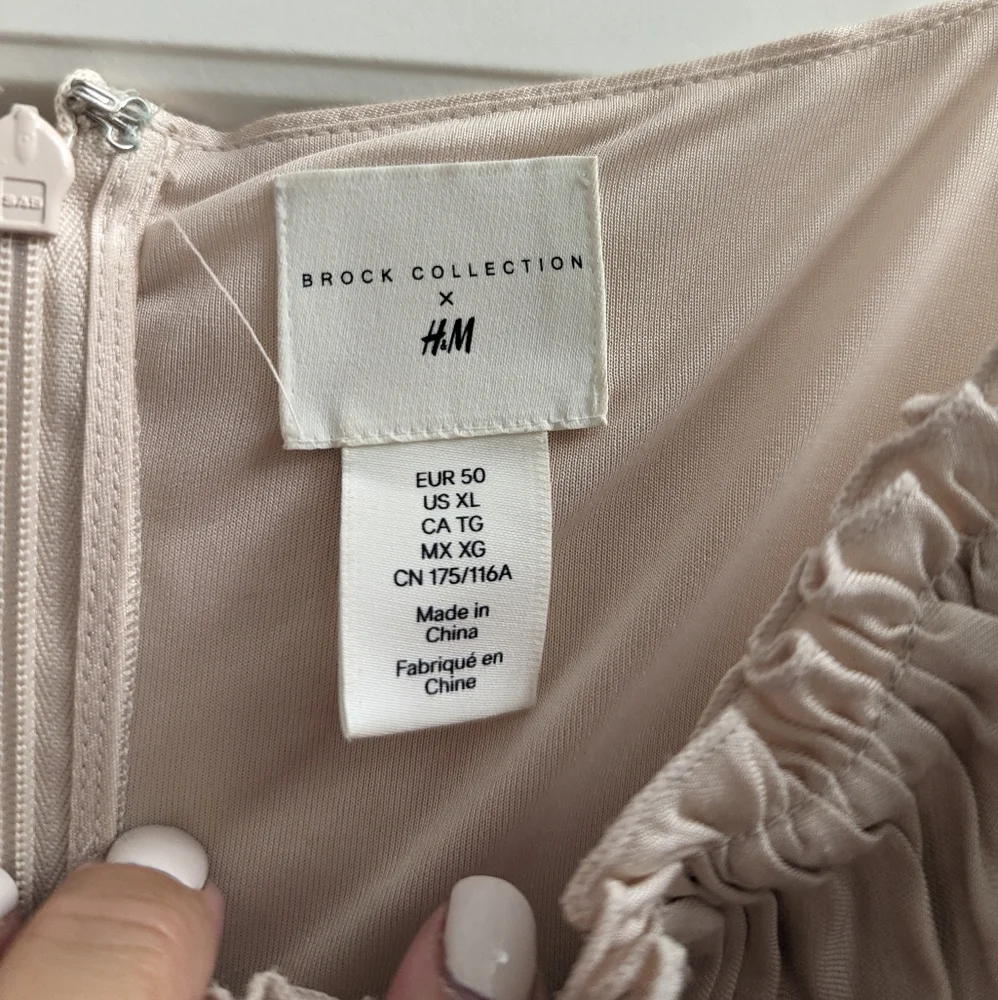 BROCK COLLECTION
×
H&M
EUR 50
US XL
CA TG
MX XG
CN 175/116A
Made in
China
Fabriqué en
Chine
SAB